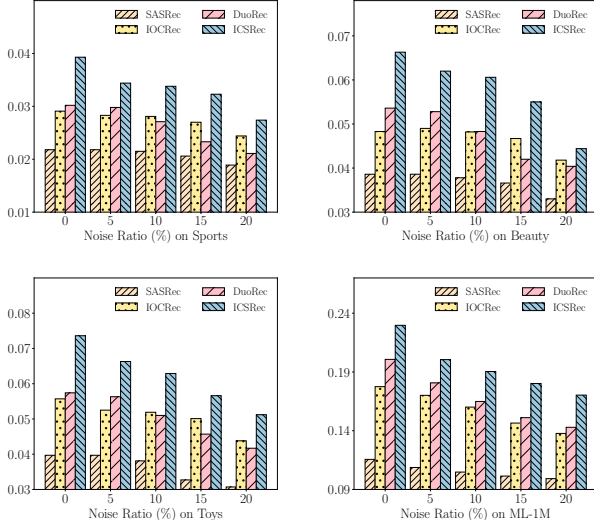 SASRec DuoRec
IOCRec ICSRec
0.04
0.03
0.02
0.01
0 5 10 15 20
Noise Ratio (%) on Sports
SASRec DuoRec
IOCRec ICSRec
0.07
0.06
0.05
0.04
0.03
0 5 10 15 20
Noise Ratio (%) on Beauty
SASRec DuoRec
IOCRec ICSRec
0.08
0.07
0.06
0.05
0.04
0.03
0 5 10 15 20
Noise Ratio (%) on Toys
SASRec DuoRec
IOCRec ICSRec
0.24
0.19
0.14
0.09
0 5 10 15 20
Noise Ratio (%) on ML-1M